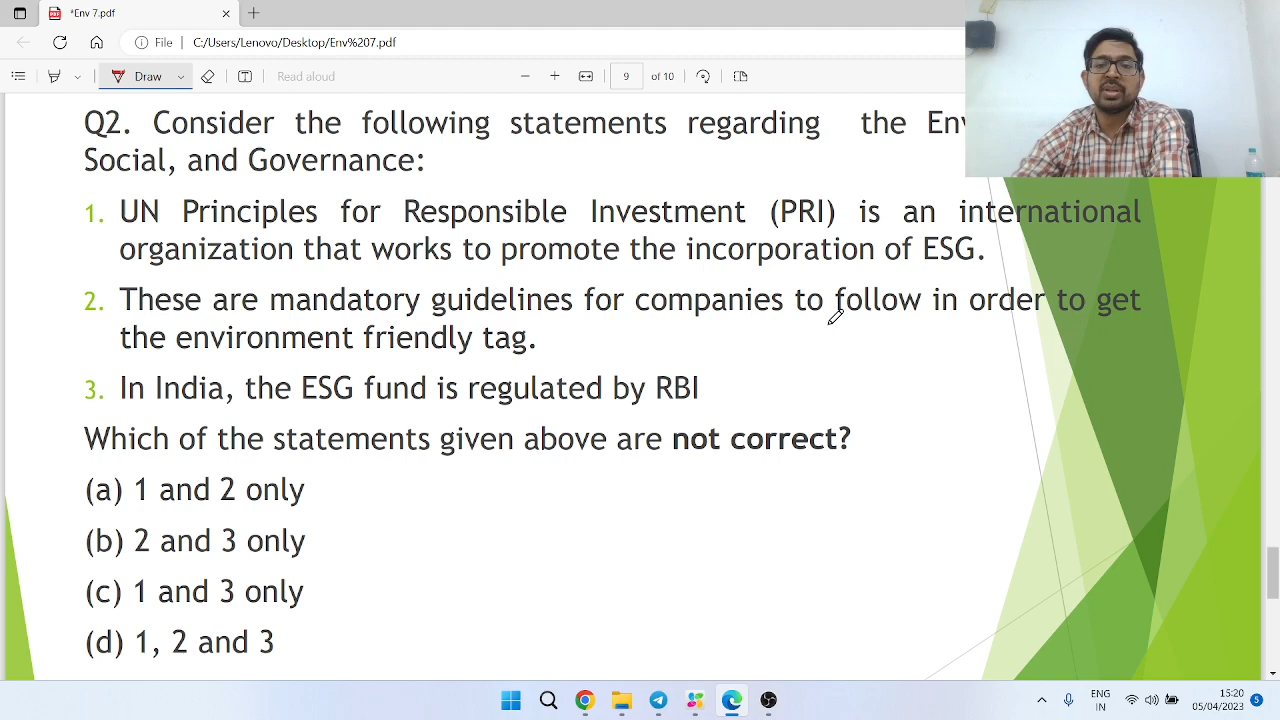 *Env 7.pdf
File C:/Users/Lenovo/Desktop/Env%207.pdf
Draw Read aloud 9 of 10
Q2. Consider the following statements regarding the
Social, and Governance:
1. UN Principles for Responsible Investment (PRI) is an international
organization that works to promote the incorporation of ESG.
2. These are mandatory guidelines for companies to follow in order to get
the environment friendly tag.
3. In India, the ESG fund is regulated by RBI
Which of the statements given above are not correct?
(a) 1 and 2 only
(b) 2 and 3 only
(c) 1 and 3 only
(d) 1, 2 and 3
ENG
IN
15:20
05/04/2023
5